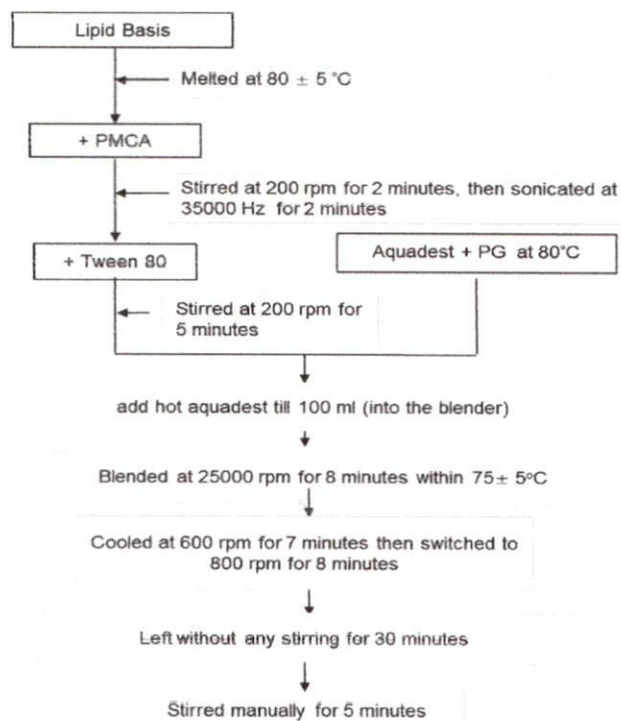 Lipid Basis
Melted at 80 ± 5 °C
+ PMCA
Stirred at 200 rpm for 2 minutes, then sonicated at
35000 Hz for 2 minutes
+ Tween 80
Aquadest + PG at 80°C
Stirred at 200 rpm for
5 minutes
add hot aquadest till 100 ml (into the blender)
Blended at 25000 rpm for 8 minutes within 75± 5°C
Cooled at 600 rpm for 7 minutes then switched to
800 rpm for 8 minutes
Left without any stirring for 30 minutes
Stirred manually for 5 minutes